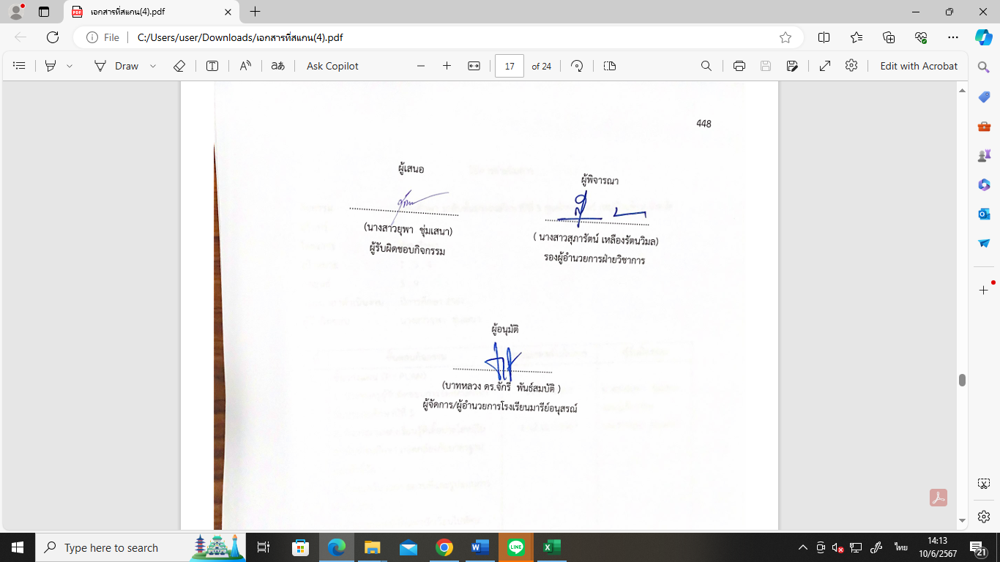 เอกสารที่สแกน(4).pdf
File
C:/Users/user/Downloads/เอกสารที่สแกน(4).pdf
Draw
Ask Copilot
17 of 24
Edit with Acrobat
448
ผู้เสนอ
(นางสาวยุพา ชุ่มเสนา)
ผู้รับผิดชอบกิจกรรม
ผู้พิจารณา
( นางสาวสุภารัตน์ เหลืองรัตนวิมล)
รองผู้อำนวยการฝ่ายวิชาการ
ผู้อนุมัติ
(บาทหลวง ดร.จักรี พันธ์สมบัติ )
ผู้จัดการ/ผู้อำนวยการโรงเรียนมารีย์อนุสรณ์
Type here to search
ไทย
14:13
10/6/2567
21